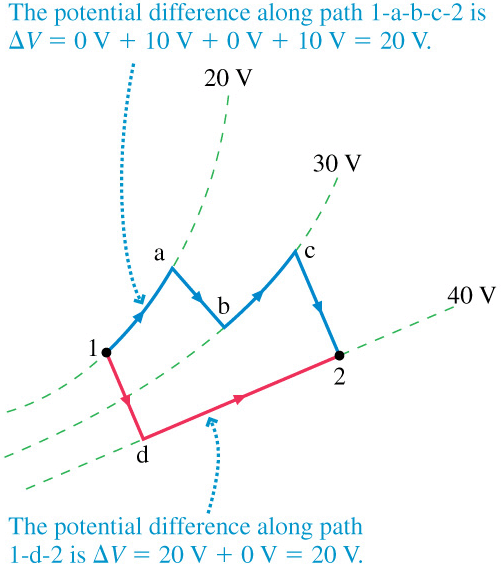 The potential difference along path 1-a-b-c-2 is
ΔV = 0 V + 10 V + 0 V + 10 V = 20 V.
20 V
30 V
a
c
b
40 V
1
2
d
The potential difference along path
1-d-2 is ΔV = 20 V + 0 V = 20 V.